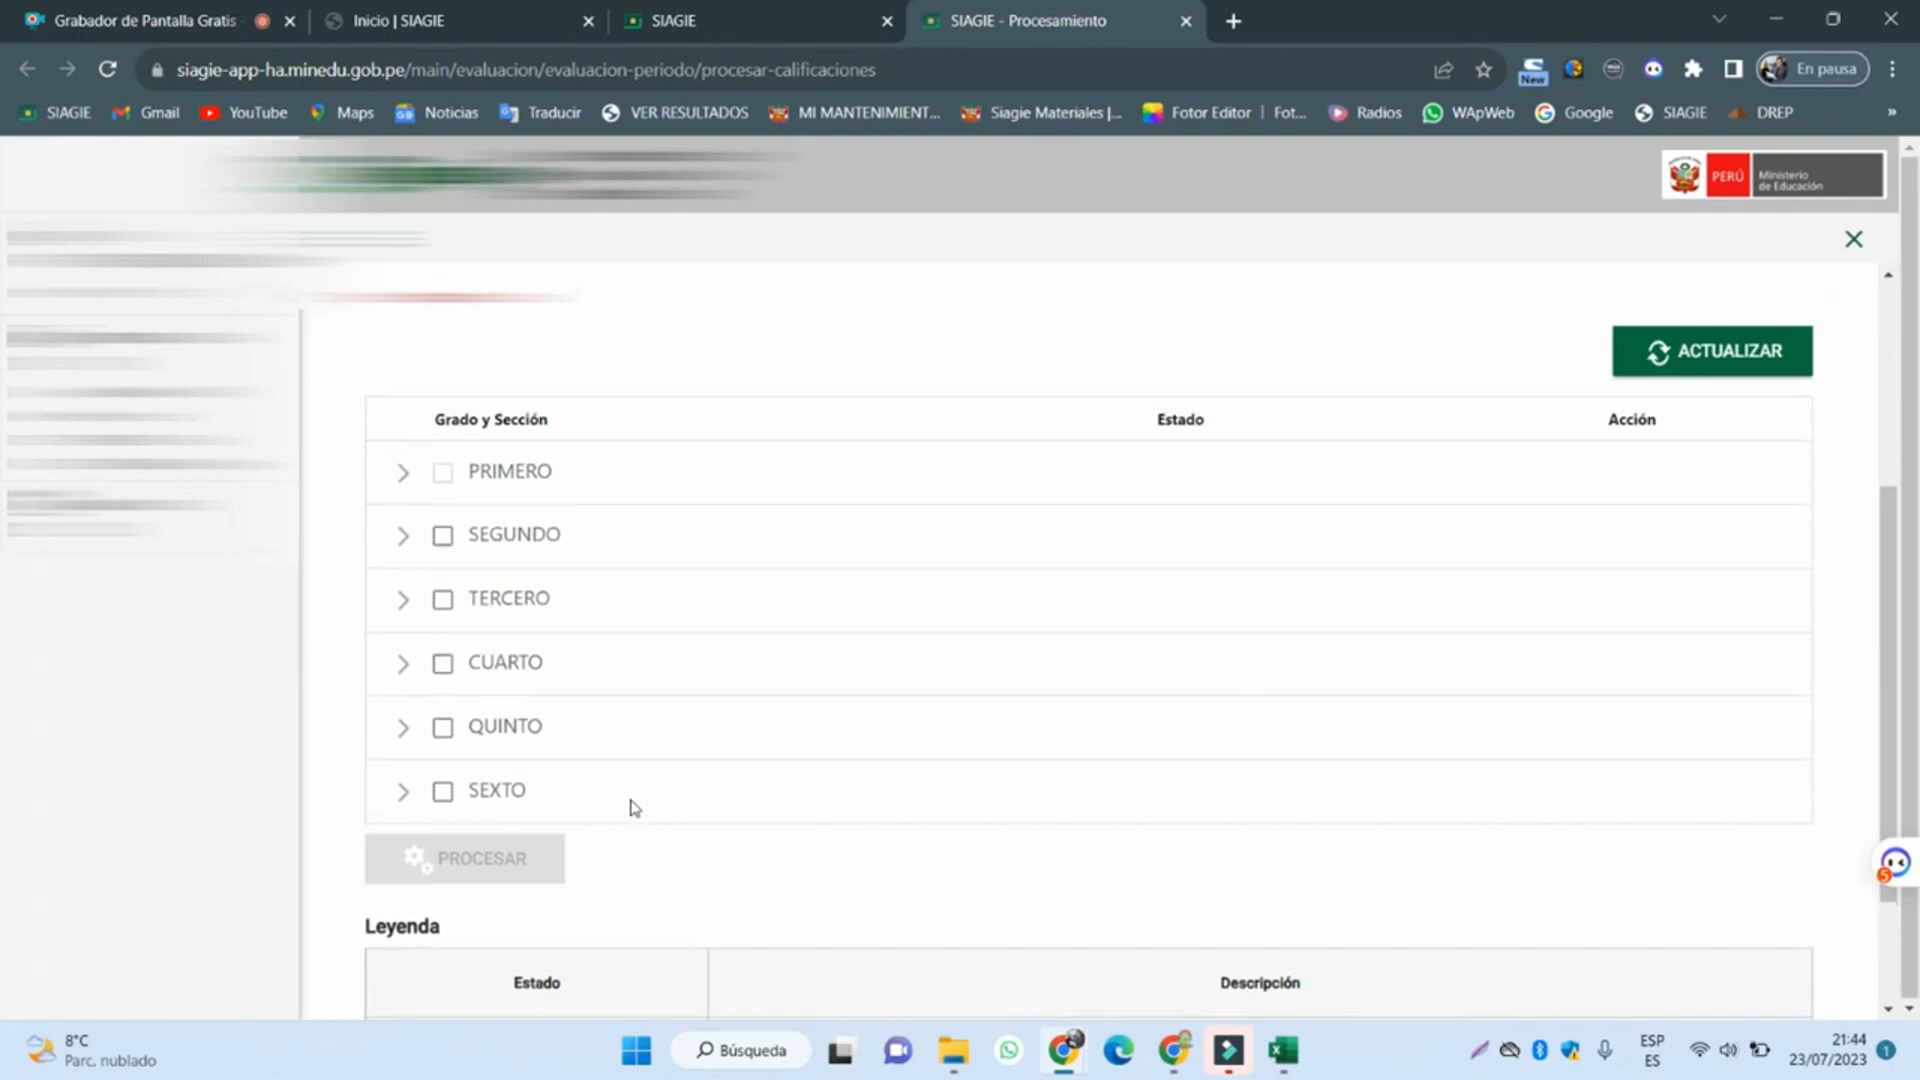 Grabador de Pantalla Gratis
Inicio | SIAGIE
SIAGIE
SIAGIE - Procesamiento
siagie-app-ha.minedu.gob.pe/main/evaluacion/evaluacion-periodo/procesar-calificaciones
New
En pausa
SIAGIE
Gmail
YouTube
Maps
Noticias
Traducir
VER RESULTADOS
MI MANTENIMIENT...
Siagie Materiales |...
Fotor Editor | Fot...
Radios
WApWeb
Google
SIAGIE
DREP
»
PERÚ
Ministerio
de Educación
ACTUALIZAR
Grado y Sección
Estado
Acción
PRIMERO
SEGUNDO
TERCERO
CUARTO
QUINTO
SEXTO
PROCESAR
5
Leyenda
Estado
Descripción
8°C
Parc. nublado
Búsqueda
ESP
ES
21:44
23/07/2023
1